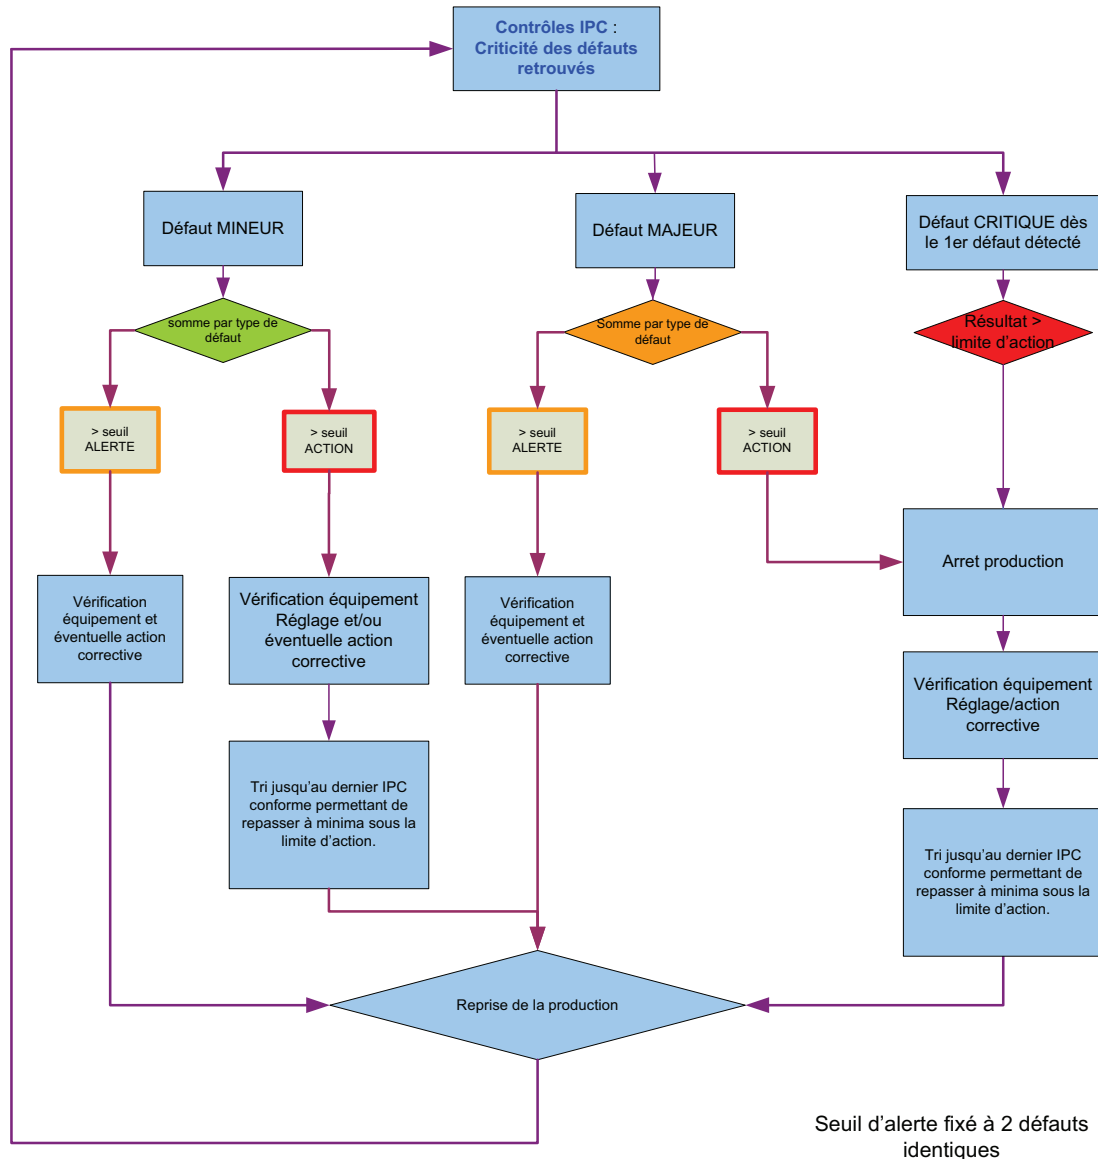 Contrôles IPC :
Criticité des défauts
retrouvés
Défaut MINEUR
Défaut MAJEUR
Défaut CRITIQUE dès
le 1er défaut détecté
somme par type de
défaut
Somme par type de
défaut
Résultat >
limite d'action
> seuil
ALERTE
> seuil
ACTION
> seuil
ALERTE
> seuil
ACTION
Arret production
Vérification
équipement et
éventuelle action
corrective
Vérification équipement
Réglage et/ou
éventuelle action
corrective
Vérification
équipement et
éventuelle action
corrective
Vérification équipement
Réglage/action
corrective
Tri jusqu'au dernier IPC
conforme permettant de
repasser à minima sous la
limite d'action.
Tri jusqu'au dernier IPC
conforme permettant de
repasser à minima sous la
limite d'action.
Reprise de la production
Seuil d'alerte fixé à 2 défauts
identiques